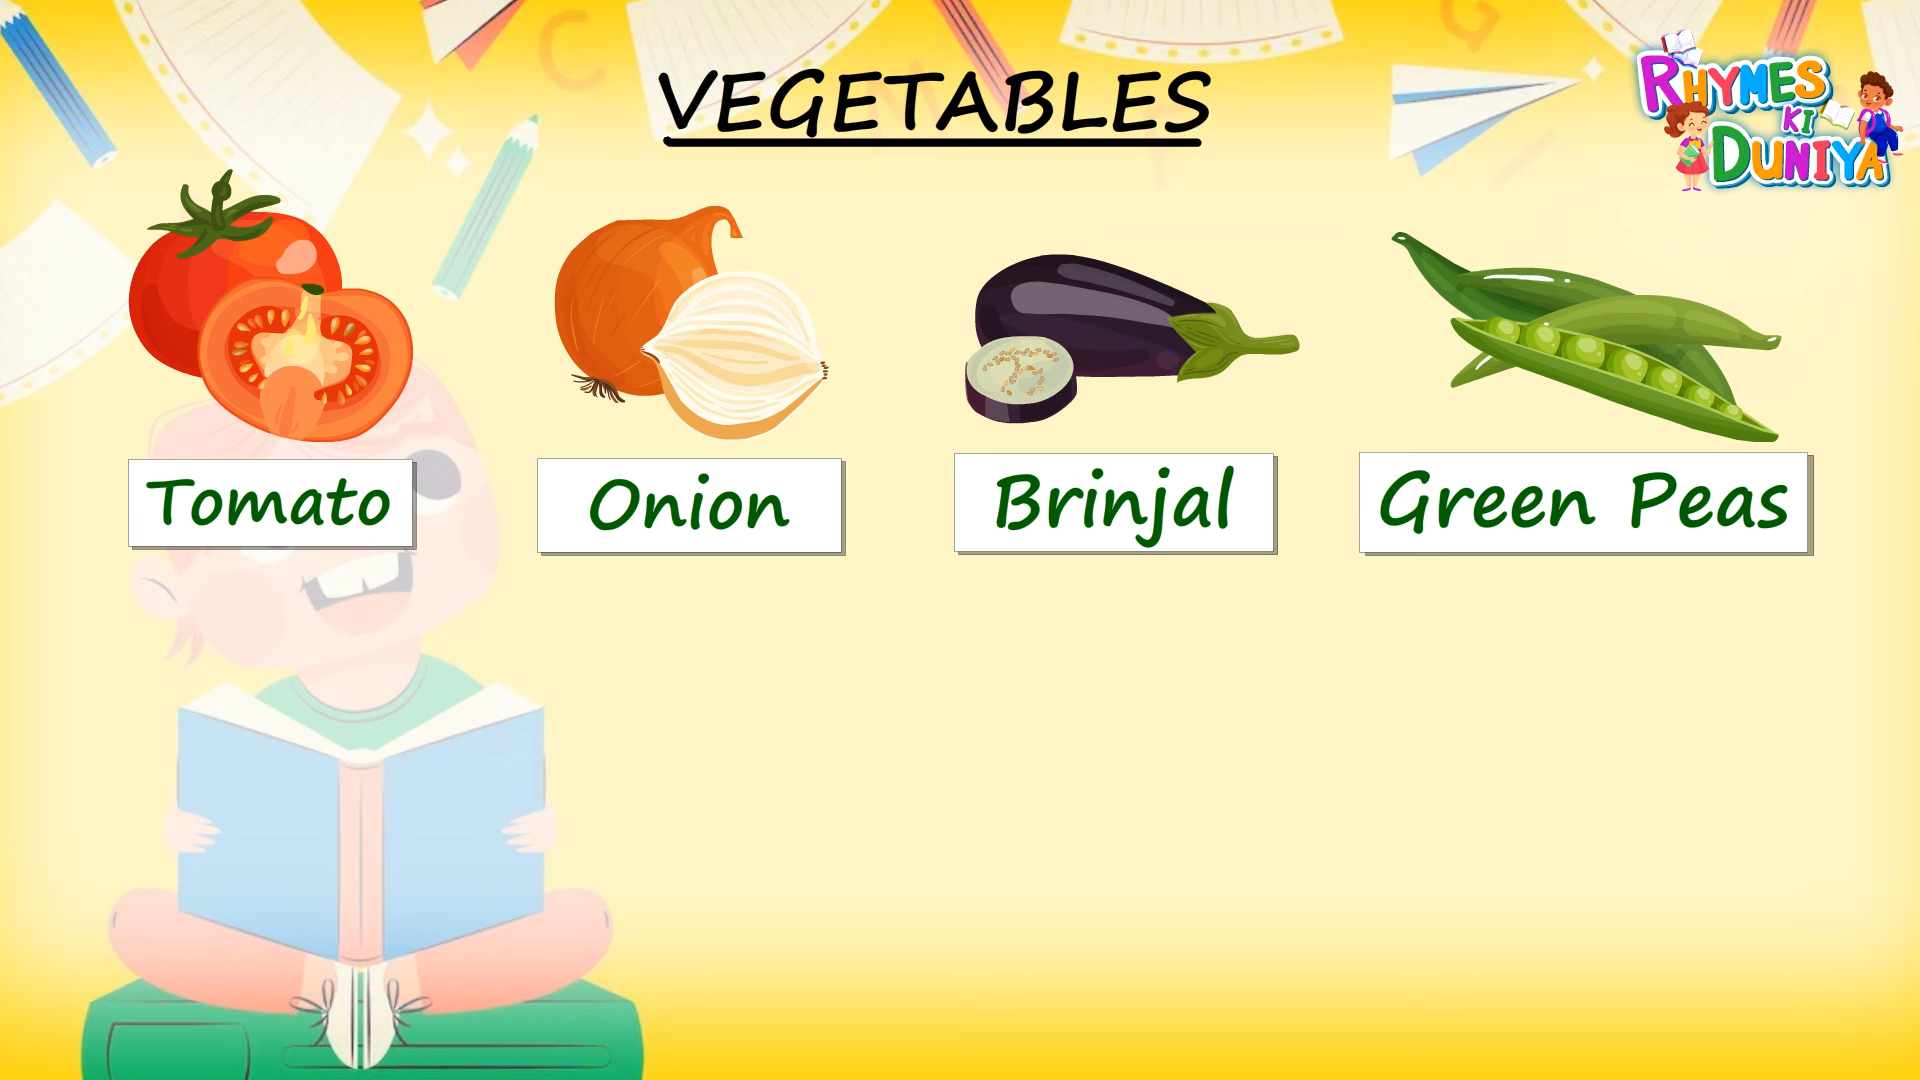 VEGETABLES
RHYMES
KI
DUNIYA
Tomato
Onion
Brinjal
Green Peas
C
G